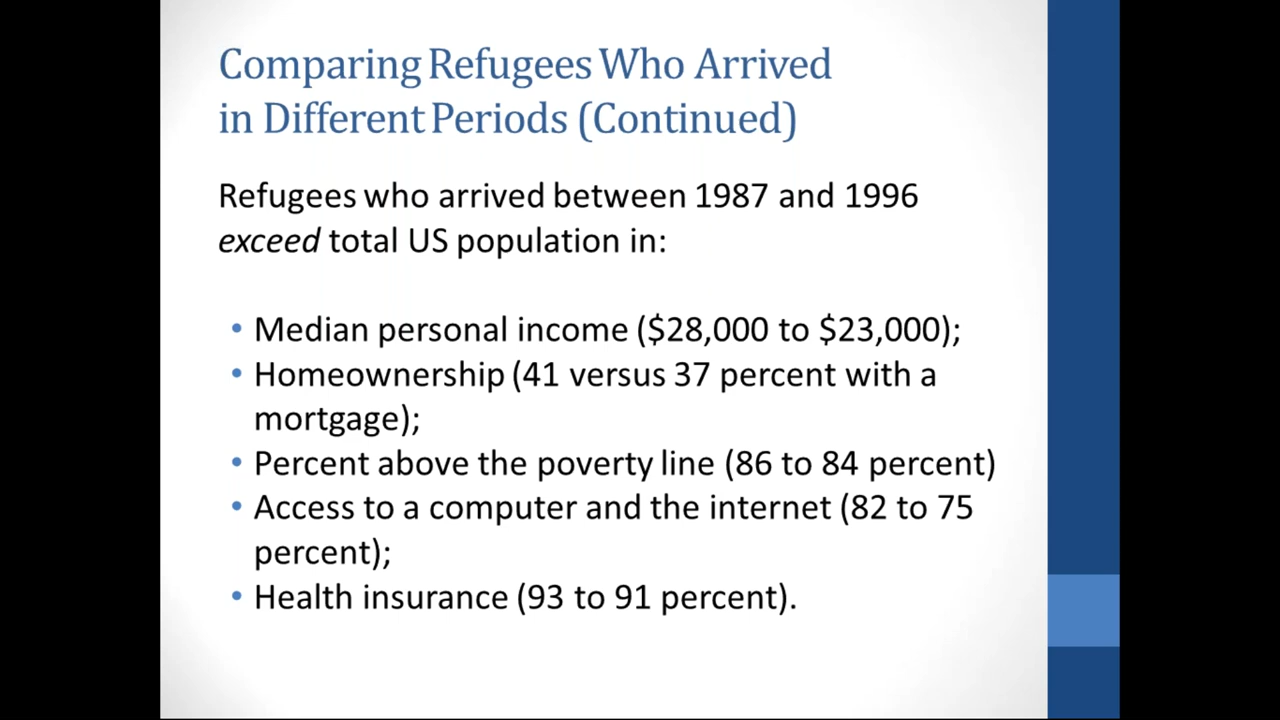 Comparing Refugees Who Arrived
in Different Periods (Continued)
Refugees who arrived between 1987 and 1996
exceed total US population in:
• Median personal income ($28,000 to $23,000);
• Homeownership (41 versus 37 percent with a
mortgage);
• Percent above the poverty line (86 to 84 percent)
• Access to a computer and the internet (82 to 75
percent);
• Health insurance (93 to 91 percent).